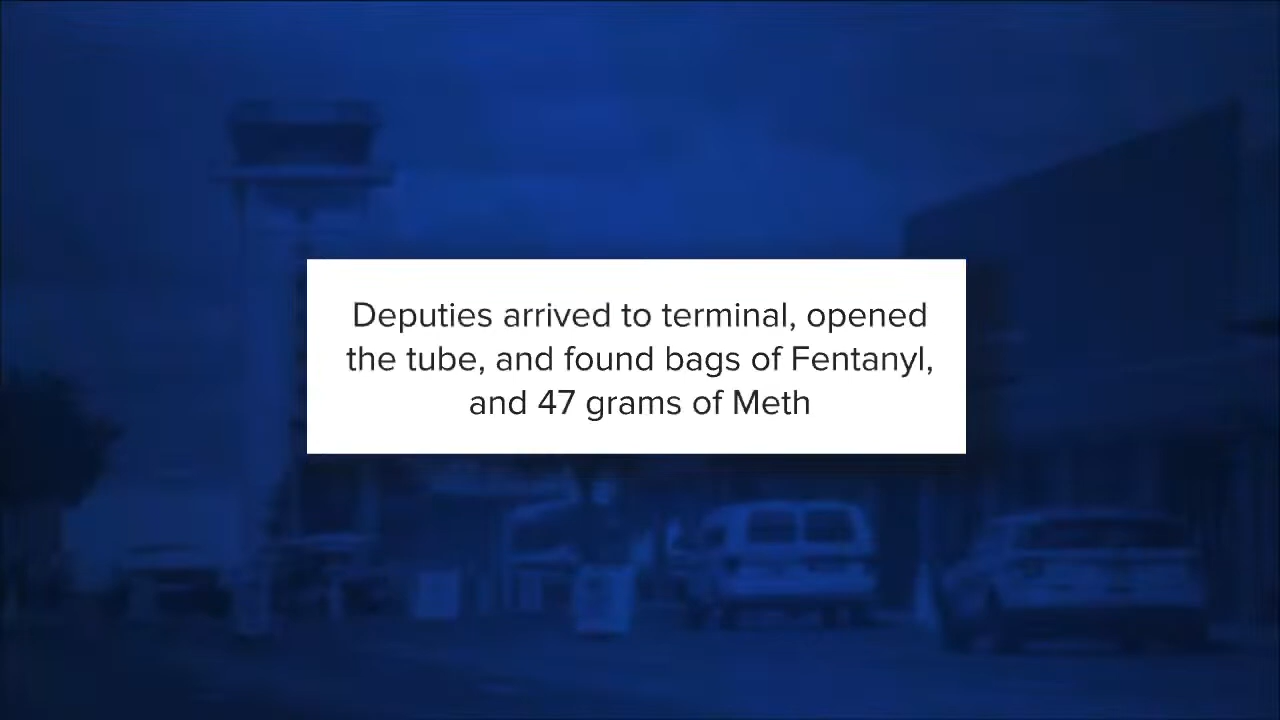 Deputies arrived to terminal, opened
the tube, and found bags of Fentanyl,
and 47 grams of Meth